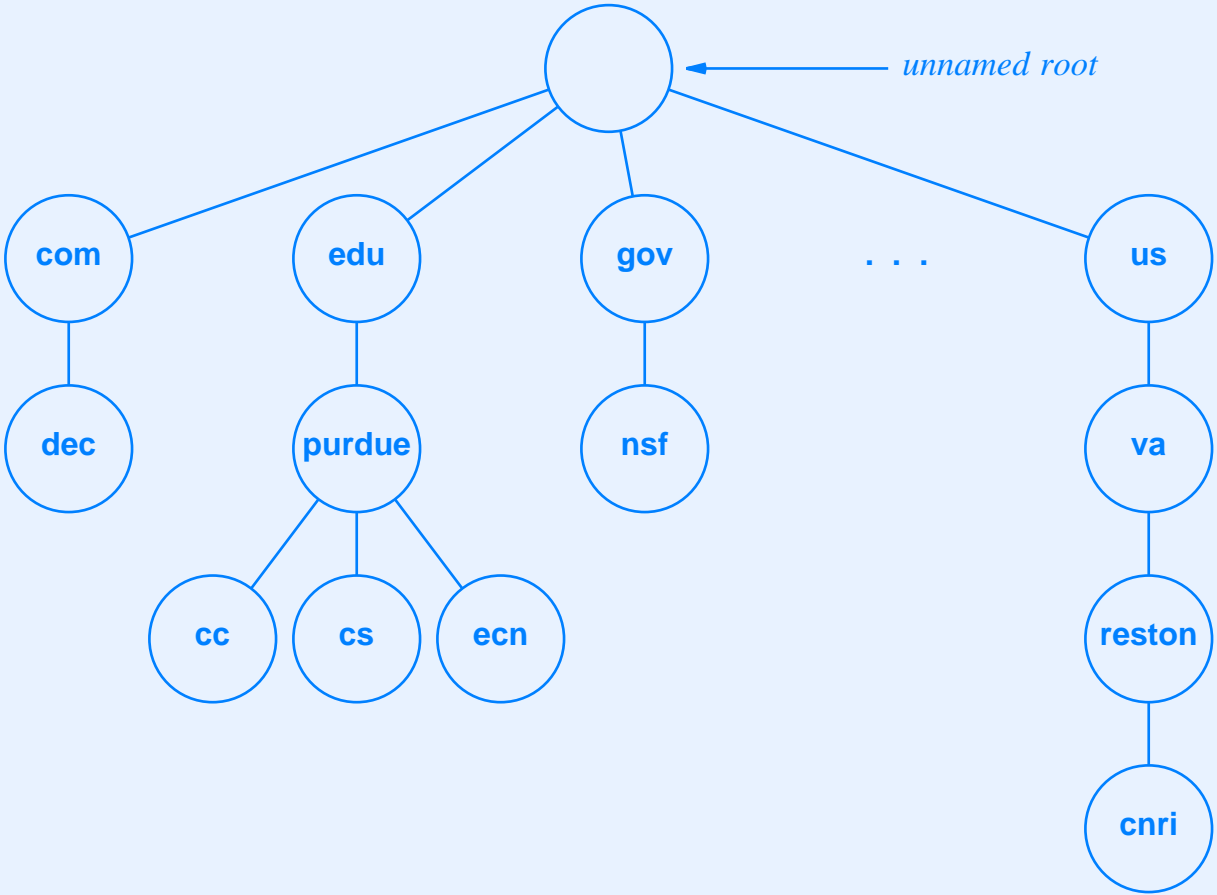 unnamed root
com edu gov . . . us
dec purdue nsf va
cc cs ecn reston
cnri